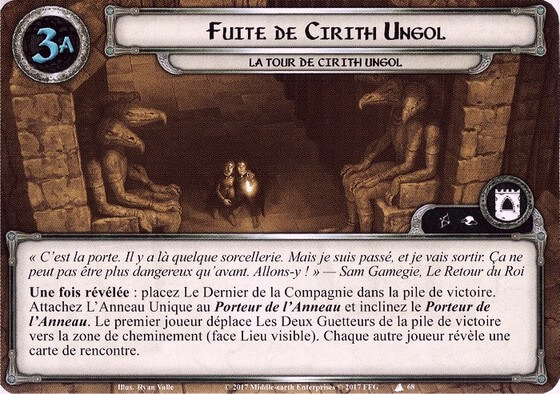 3A
Fuite de Cirith Ungol
La Tour de Cirith Ungol
« C'est la porte. Il y a là quelque sorcellerie. Mais je suis passé, et je vais sortir. Ça ne
peut pas être plus dangereux qu'avant. Allons-y ! » — Sam Gamegie, Le Retour du Roi
Une fois révélée : placez Le Dernier de la Compagnie dans la pile de victoire.
Attachez L'Anneau Unique au Porteur de l'Anneau et inclinez le Porteur de
l'Anneau. Le premier joueur déplace Les Deux Guetteurs de la pile de victoire
vers la zone de cheminement (face Lieu visible). Chaque autre joueur révèle une
carte de rencontre.
Illus. Ryan Valle
© 2017 Middle-earth Enterprises © 2017 FFG
68